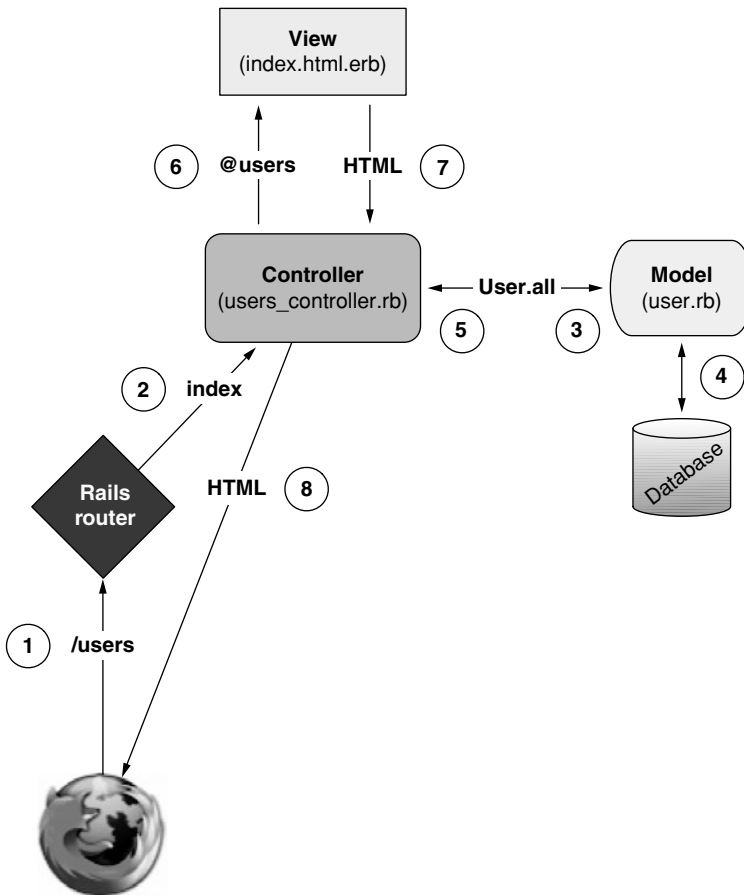 View
(index.html.erb)
6 @users HTML 7
Controller
(users_controller.rb)
User.all
Model
(user.rb)
5 3
4
2 index
Database
Rails
router
HTML 8
1 /users